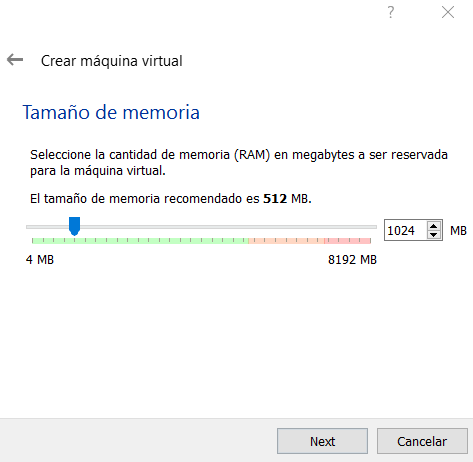 ?
Crear máquina virtual
Tamaño de memoria
Seleccione la cantidad de memoria (RAM) en megabytes a ser reservada
para la máquina virtual.
El tamaño de memoria recomendado es 512 MB.
1024 MB
4 MB 8192 MB
Next Cancelar